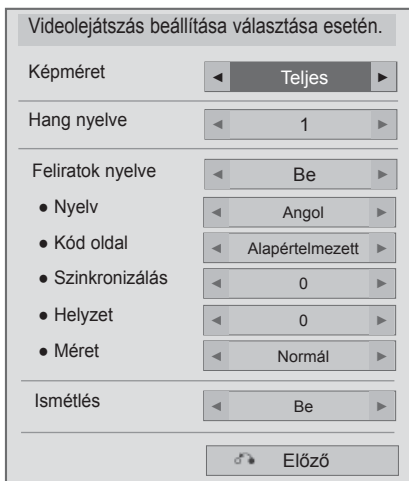 Videolejátszás beállítása választása esetén.
Képméret ◄ Teljes ►
Hang nyelve ◄ 1 ►
Feliratok nyelve ◄ Be ►
● Nyelv ◄ Angol ►
● Kód oldal ◄ Alapértelmezett ►
● Szinkronizálás ◄ 0 ►
● Helyzet ◄ 0 ►
● Méret ◄ Normál ►
Ismétlés ◄ Be ►
Előző